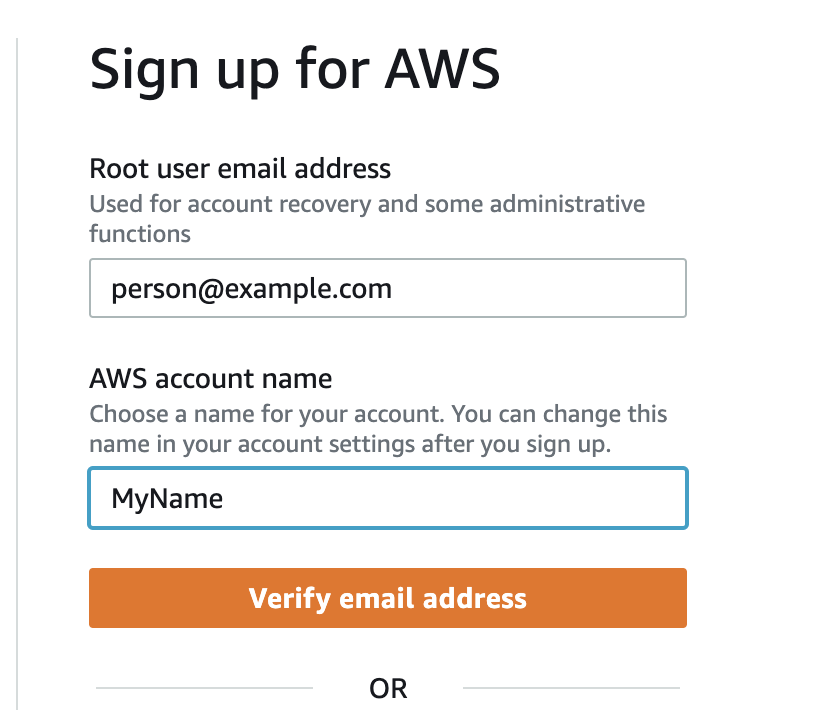 Sign up for AWS
Root user email address
Used for account recovery and some administrative
functions
person@example.com
AWS account name
Choose a name for your account. You can change this
name in your account settings after you sign up.
MyName
Verify email address
OR